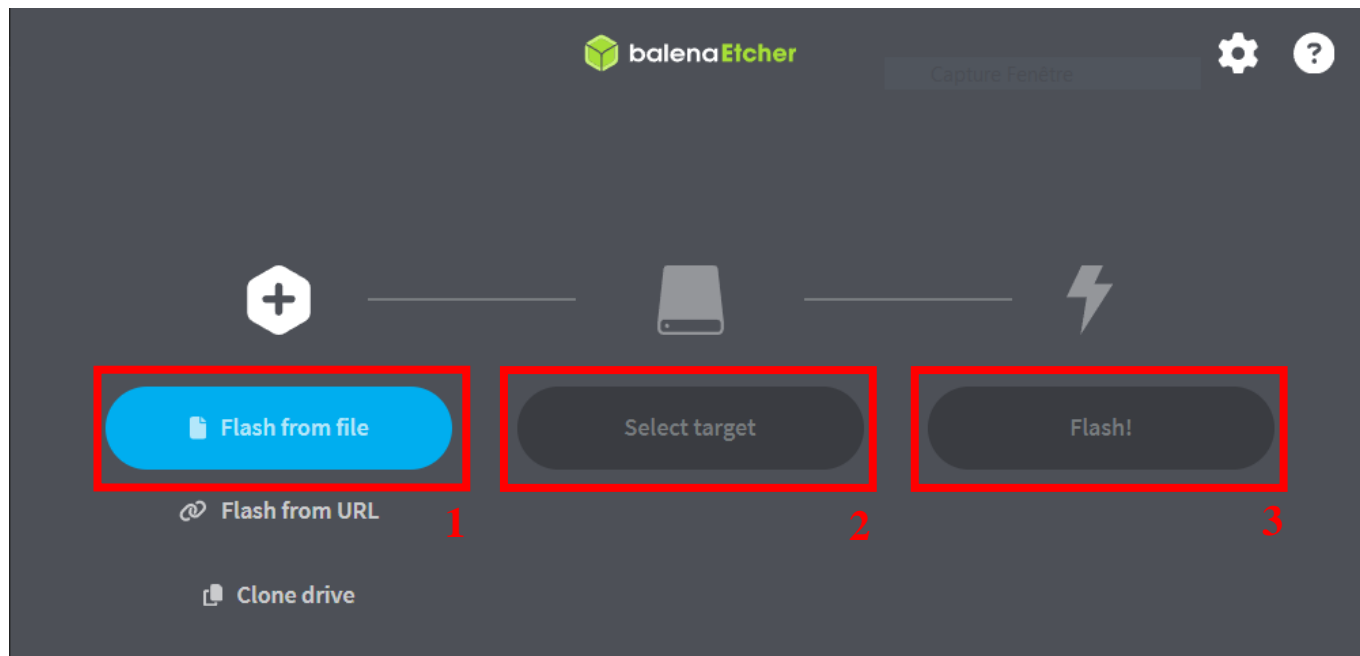 balenaEtcher
Capture Fenêtre
?
Flash from file
Select target
Flash!
Flash from URL
1
2
3
Clone drive